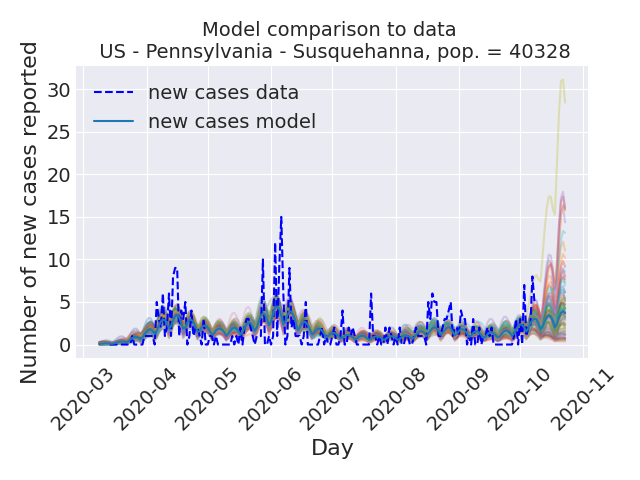 Model comparison to data
US - Pennsylvania - Susquehanna, pop. = 40328
Number of new cases reported
30
25
20
15
10
5
0
new cases data
new cases model
2020-03
2020-04
2020-05
2020-06
2020-07
2020-08
2020-09
2020-10
2020-11
Day